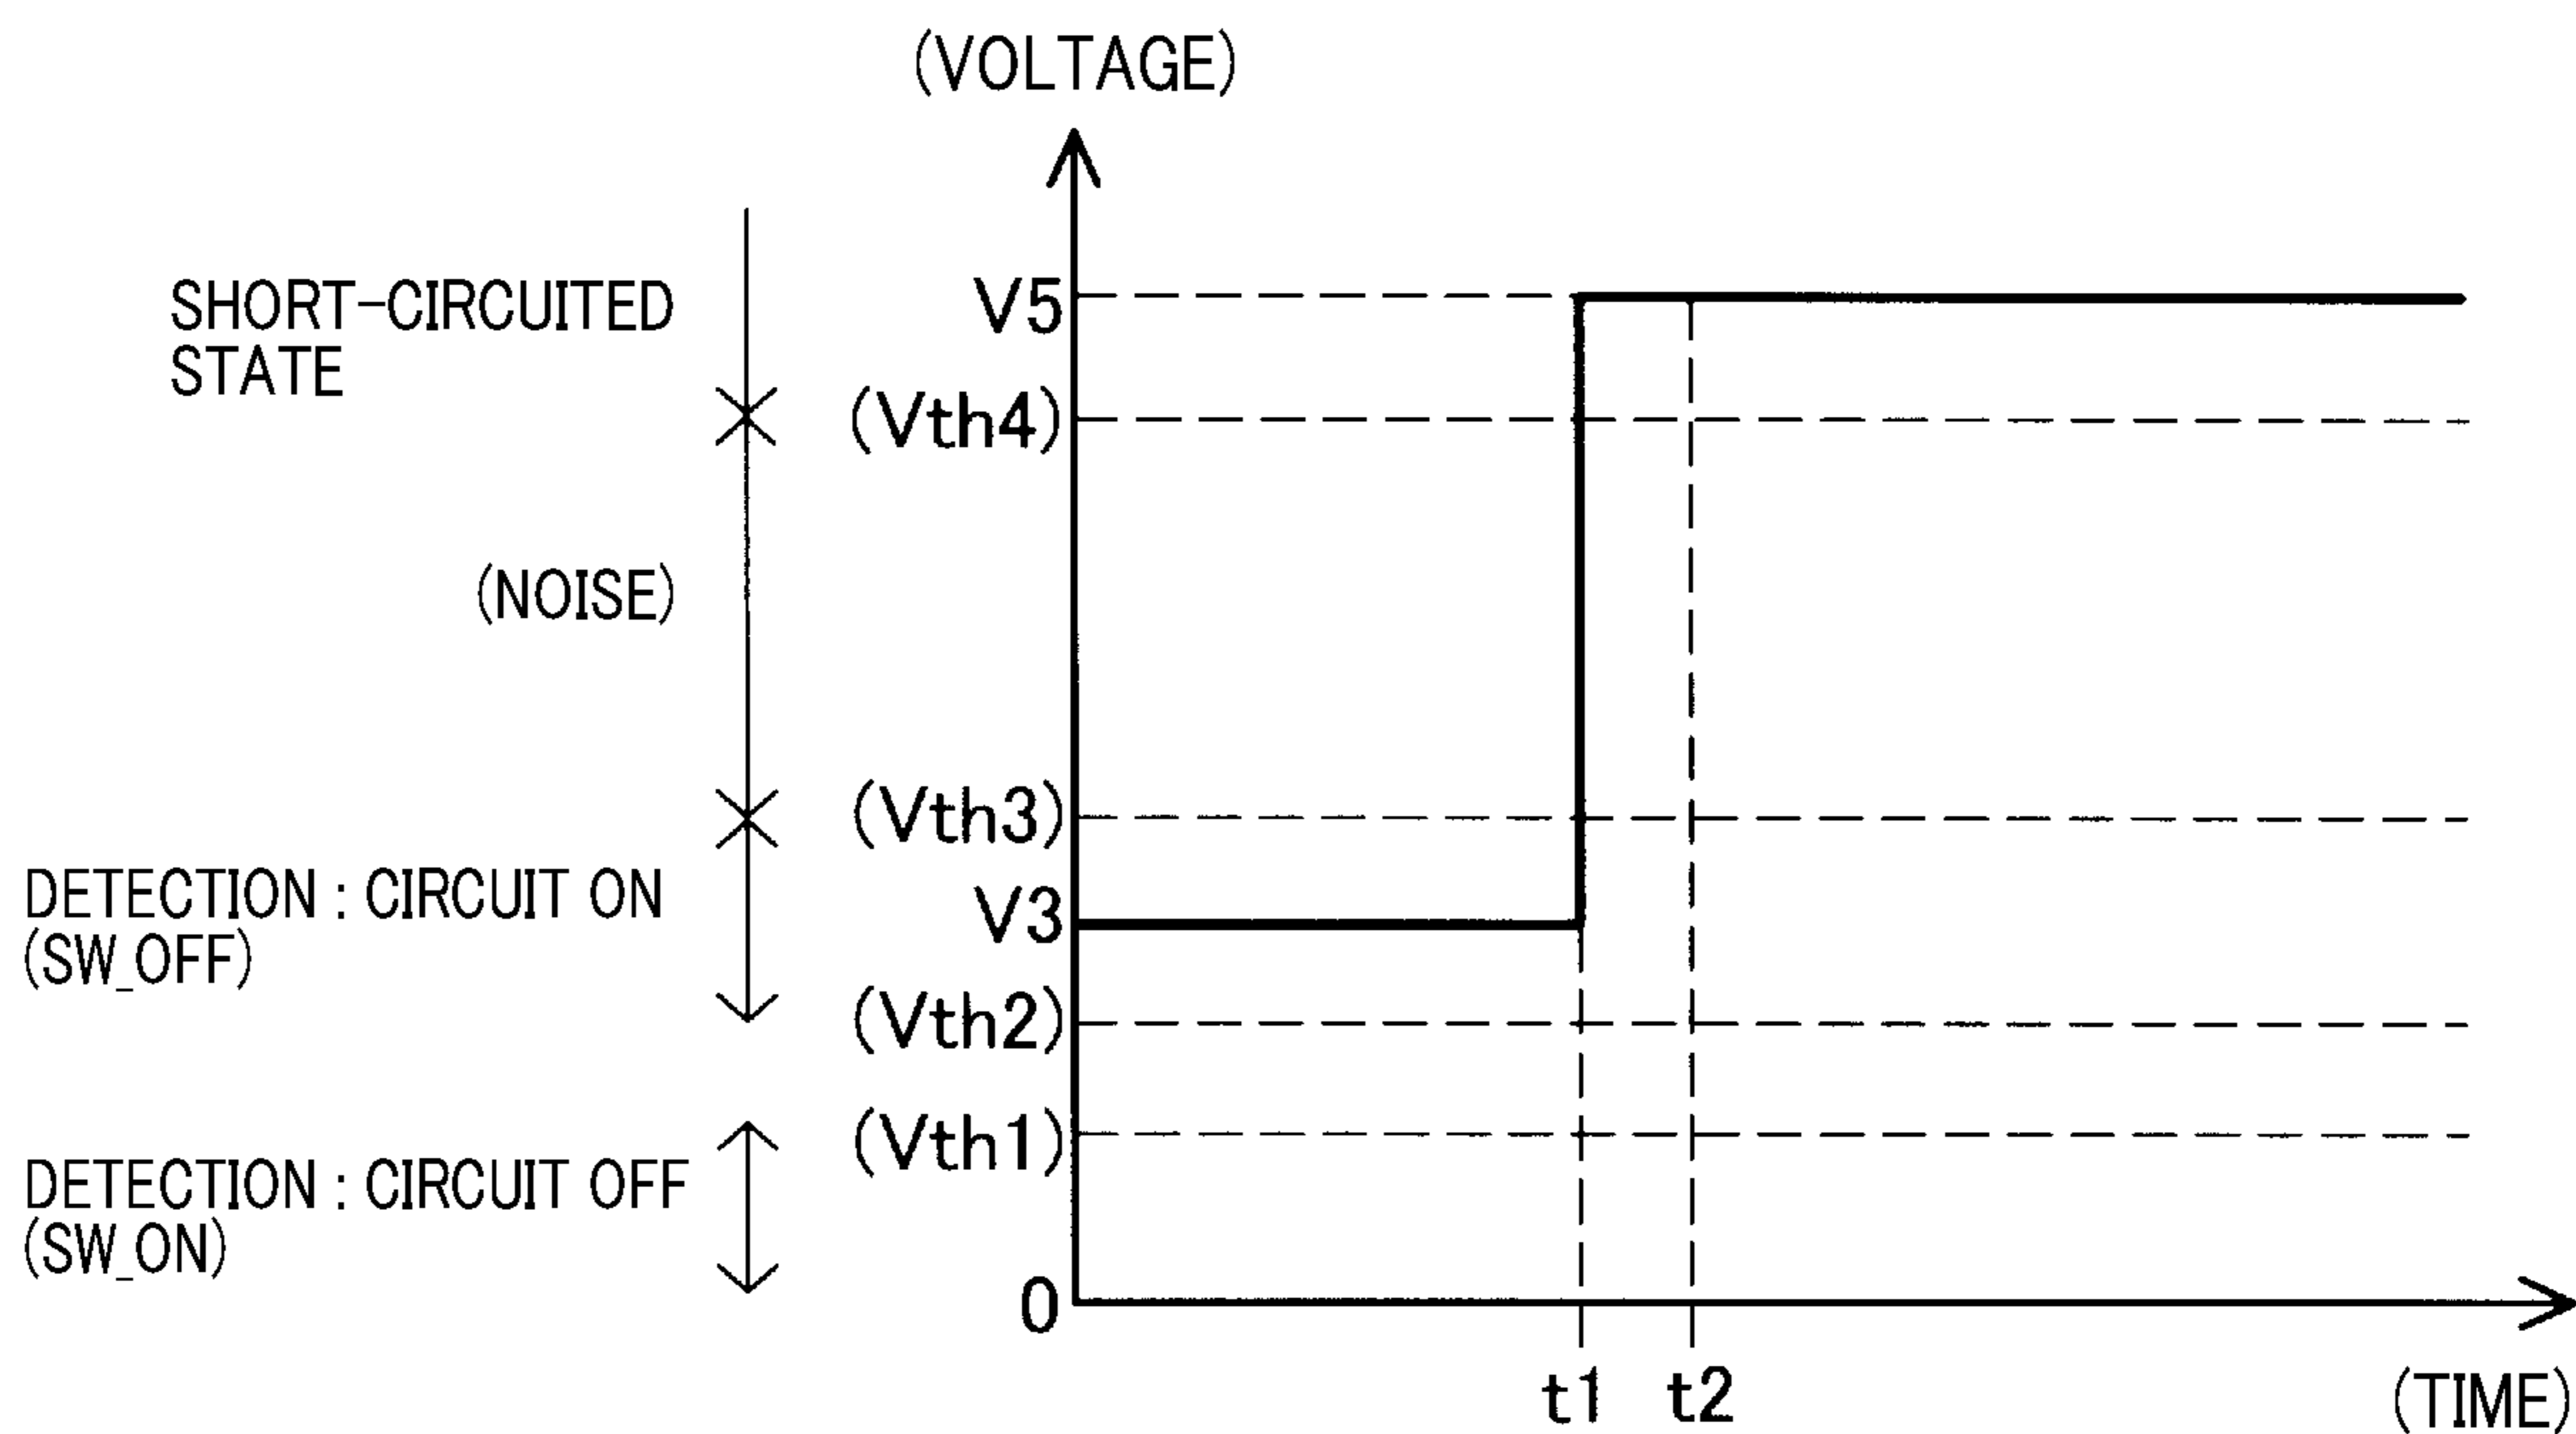 (VOLTAGE)
SHORT-CIRCUITED
STATE
V5
(Vth4)
(NOISE)
(Vth3)
DETECTION : CIRCUIT ON
(SW_OFF)
V3
(Vth2)
(Vth1)
DETECTION : CIRCUIT OFF
(SW_ON)
0
t1
t2
(TIME)